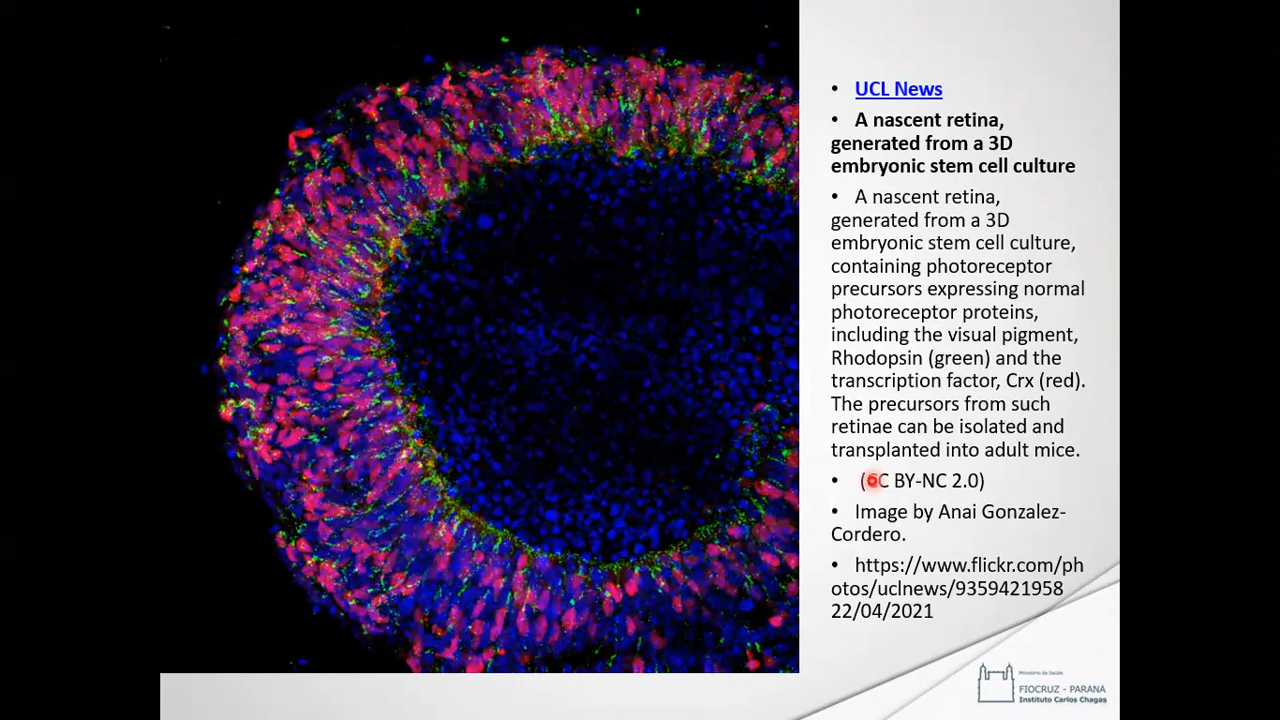 • UCL News
• A nascent retina,
generated from a 3D
embryonic stem cell culture
• A nascent retina,
generated from a 3D
embryonic stem cell culture,
containing photoreceptor
precursors expressing normal
photoreceptor proteins,
including the visual pigment,
Rhodopsin (green) and the
transcription factor, Crx (red).
The precursors from such
retinae can be isolated and
transplanted into adult mice.
• (CC BY-NC 2.0)
• Image by Anai Gonzalez-
Cordero.
• https://www.flickr.com/ph
otos/uclnews/9359421958
22/04/2021
Ministério da Saúde
FIOCRUZ - PARANÁ
Instituto Carlos Chagas